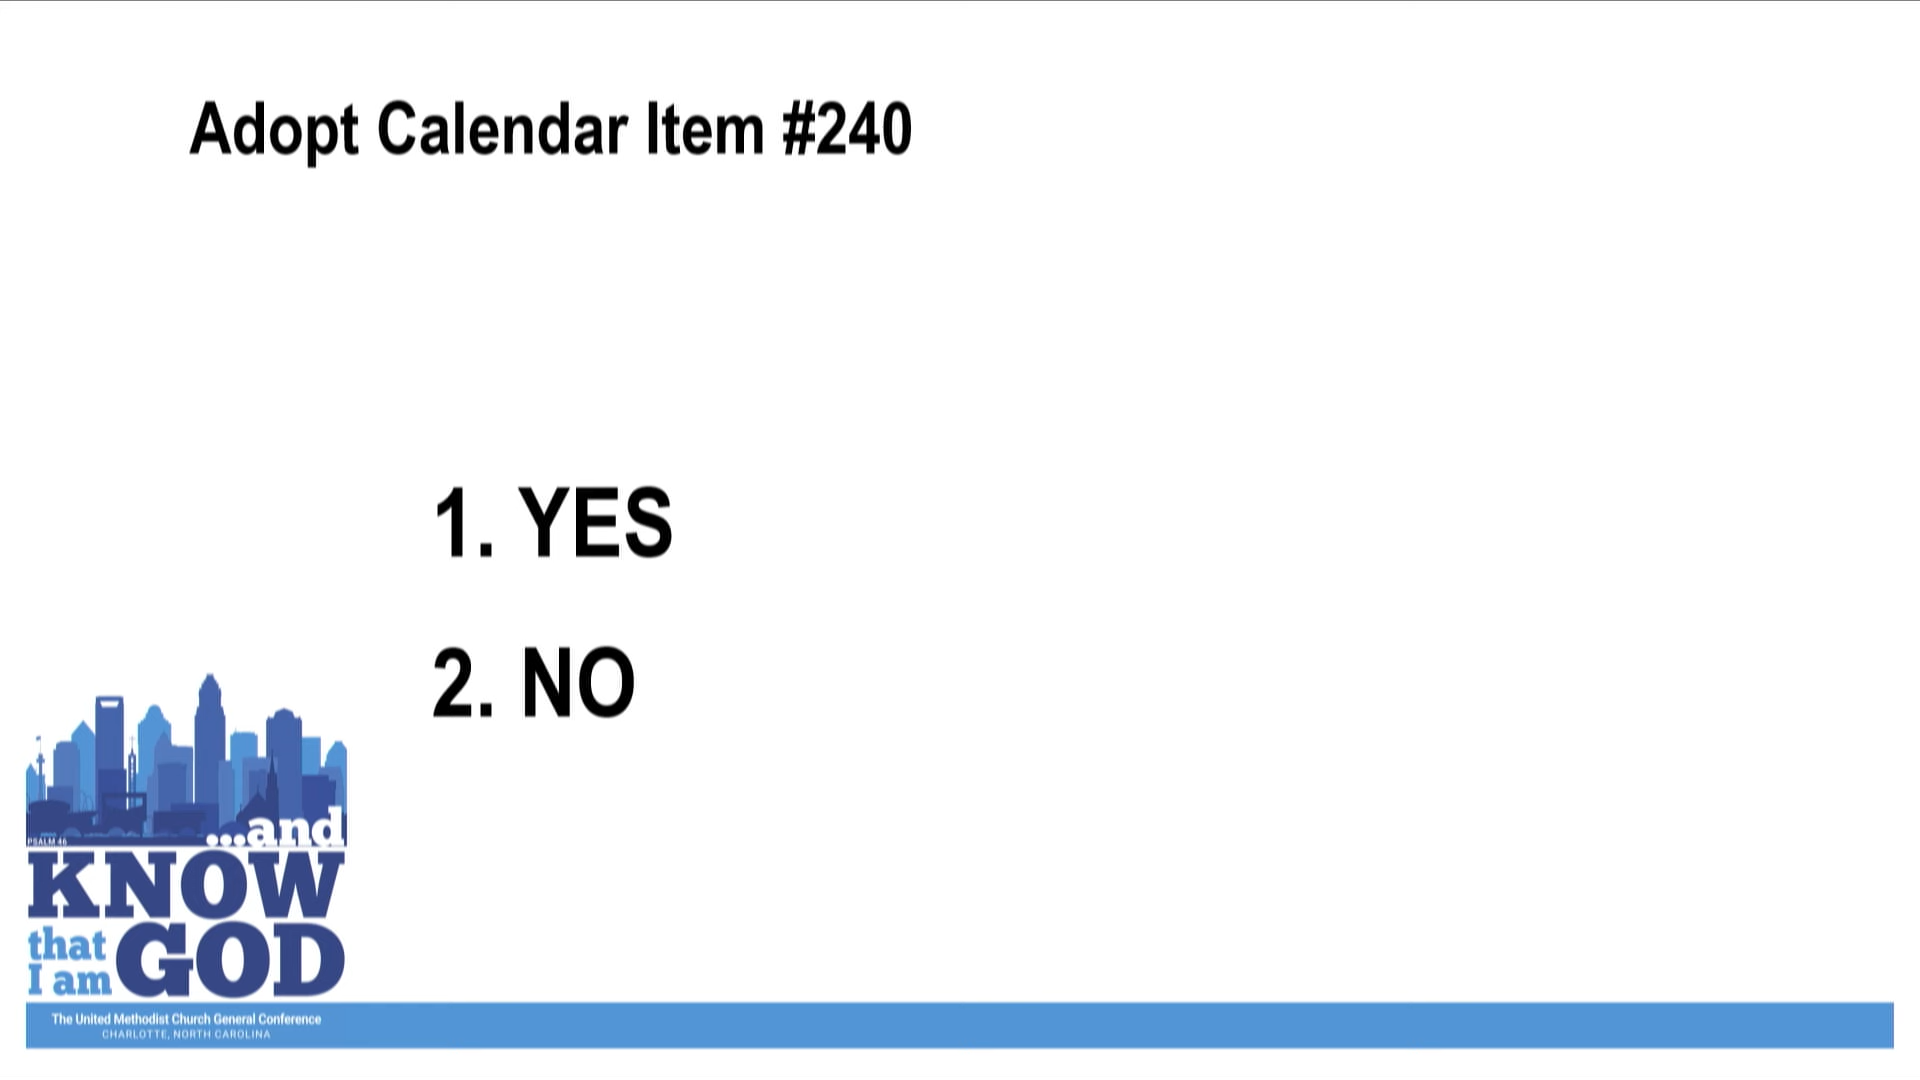 Adopt Calendar Item #240
1. YES
2. NO
PSALM 46
...and
KNOW
that
I am
GOD
The United Methodist Church General Conference
CHARLOTTE, NORTH CAROLINA